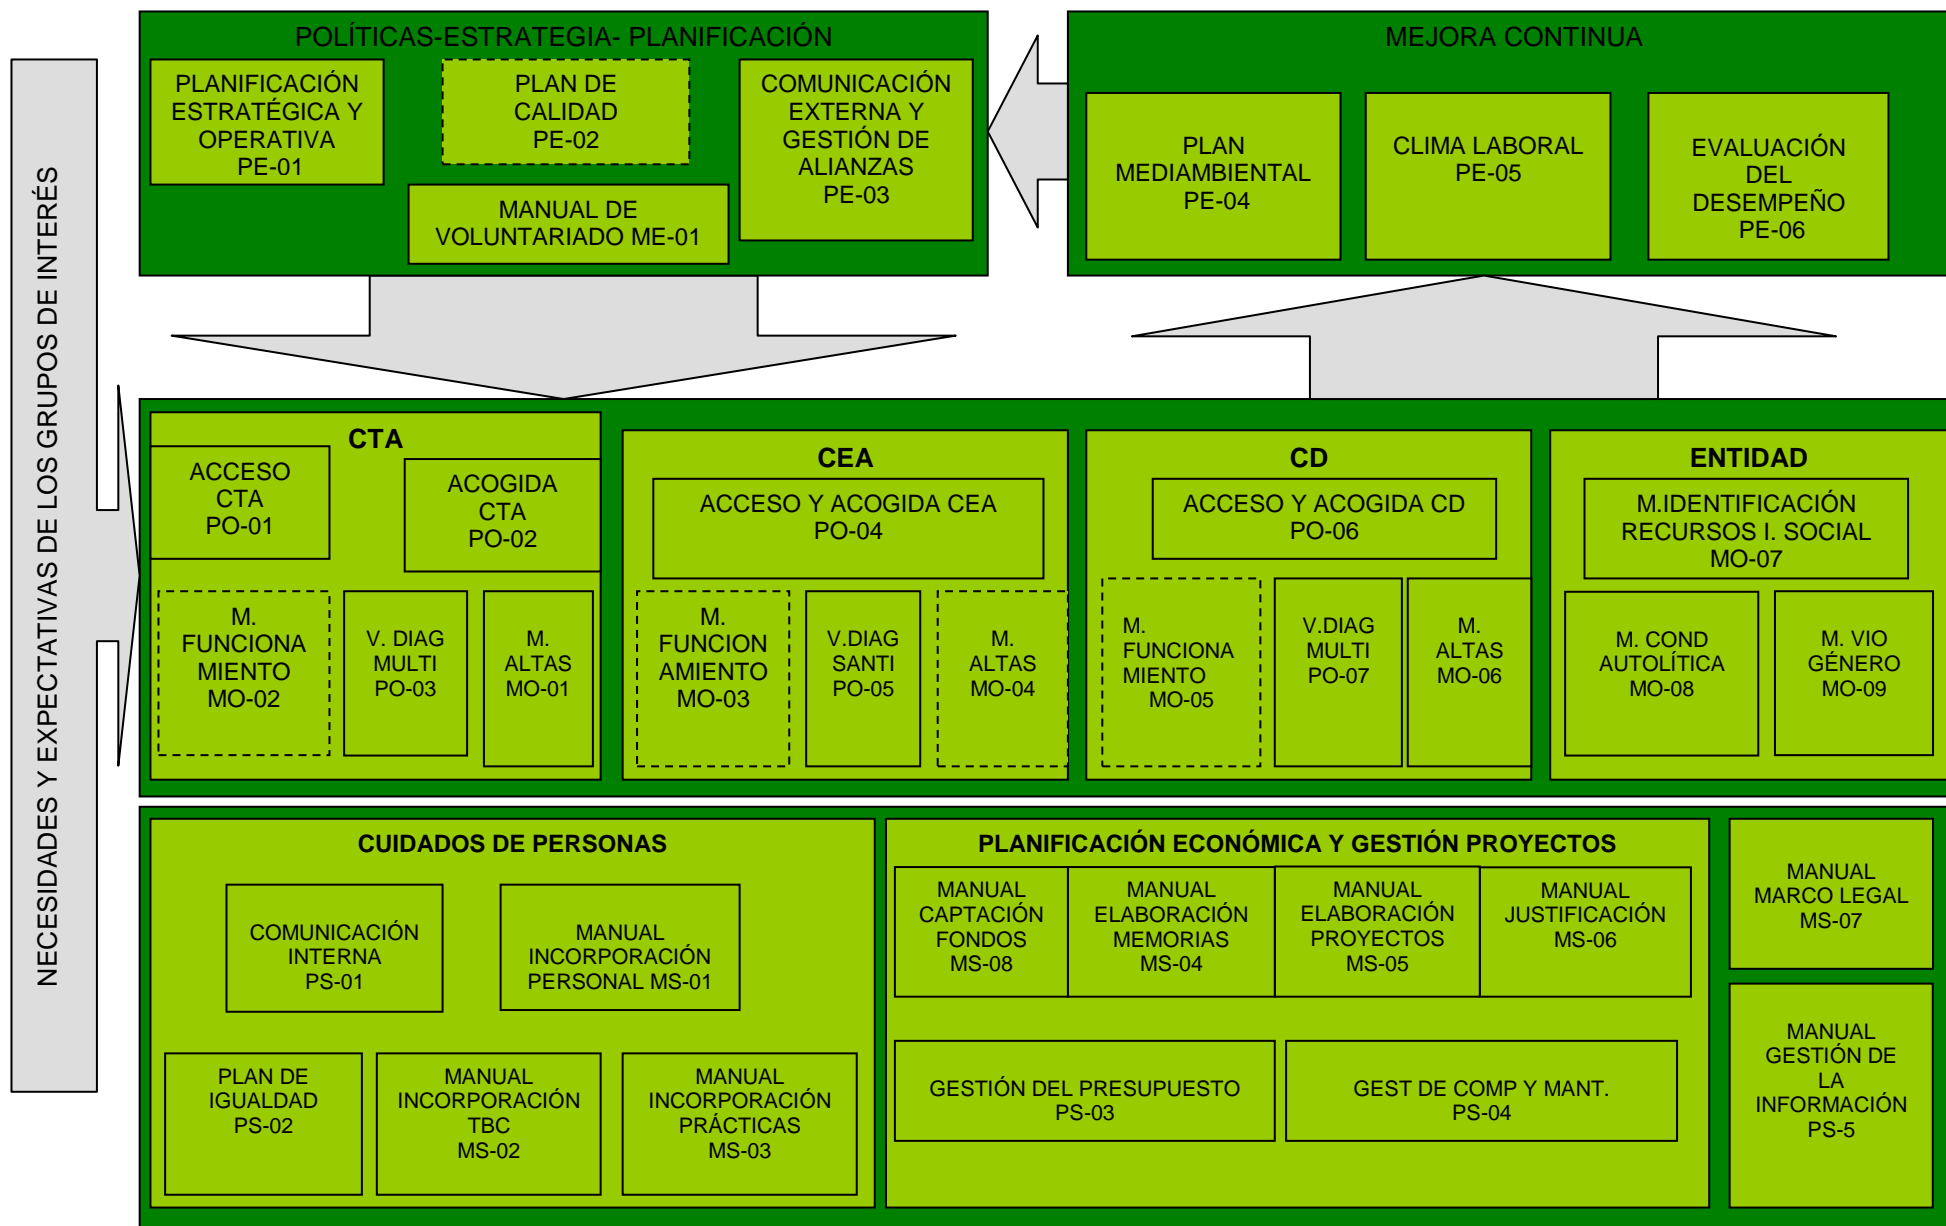 NECESIDADES Y EXPECTATIVAS DE LOS GRUPOS DE INTERÉS
POLÍTICAS-ESTRATEGIA- PLANIFICACIÓN
PLANIFICACIÓN
ESTRATÉGICA Y
OPERATIVA
PE-01
PLAN DE
CALIDAD
PE-02
COMUNICACIÓN
EXTERNA Y
GESTIÓN DE
ALIANZAS
PE-03
MANUAL DE
VOLUNTARIADO ME-01
MEJORA CONTINUA
PLAN
MEDIAMBIENTAL
PE-04
CLIMA LABORAL
PE-05
EVALUACIÓN
DEL
DESEMPEÑO
PE-06
CTA
ACCESO
CTA
PO-01
ACOGIDA
CTA
PO-02
M.
FUNCIONA
MIENTO
MO-02
V. DIAG
MULTI
PO-03
M.
ALTAS
MO-01
CEA
ACCESO Y ACOGIDA CEA
PO-04
M.
FUNCION
AMIENTO
MO-03
V.DIAG
SANTI
PO-05
M.
ALTAS
MO-04
CD
ACCESO Y ACOGIDA CD
PO-06
M.
FUNCIONA
MIENTO
MO-05
V.DIAG
MULTI
PO-07
M.
ALTAS
MO-06
ENTIDAD
M.IDENTIFICACIÓN
RECURSOS I. SOCIAL
MO-07
M. COND
AUTOLÍTICA
MO-08
M. VIO
GÉNERO
MO-09
CUIDADOS DE PERSONAS
COMUNICACIÓN
INTERNA
PS-01
MANUAL
INCORPORACIÓN
PERSONAL MS-01
PLAN DE
IGUALDAD
PS-02
MANUAL
INCORPORACIÓN
TBC
MS-02
MANUAL
INCORPORACIÓN
PRÁCTICAS
MS-03
PLANIFICACIÓN ECONÓMICA Y GESTIÓN PROYECTOS
MANUAL
CAPTACIÓN
FONDOS
MS-08
MANUAL
ELABORACIÓN
MEMORIAS
MS-04
MANUAL
ELABORACIÓN
PROYECTOS
MS-05
MANUAL
JUSTIFICACIÓN
MS-06
GESTIÓN DEL PRESUPUESTO
PS-03
GEST DE COMP Y MANT.
PS-04
MANUAL
MARCO LEGAL
MS-07
MANUAL
GESTIÓN DE
LA
INFORMACIÓN
PS-5